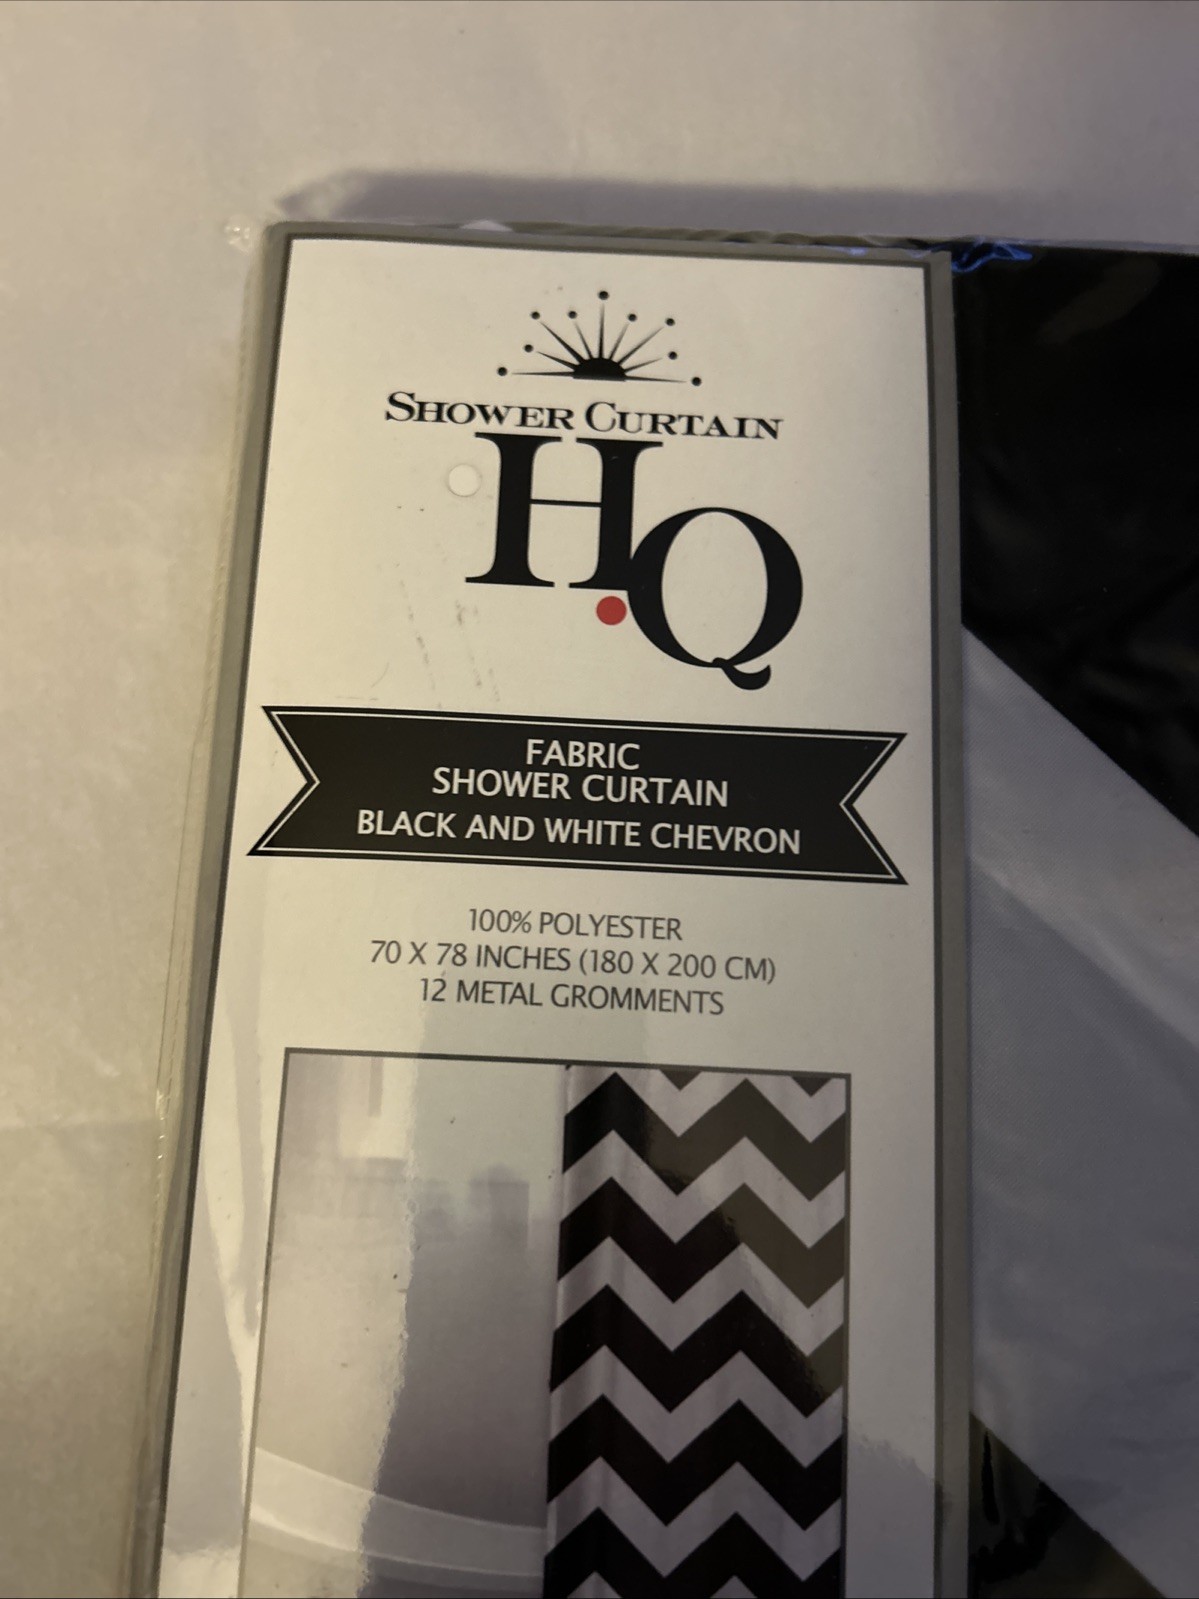 SHOWER CURTAIN
HQ
FABRIC
SHOWER CURTAIN
BLACK AND WHITE CHEVRON
100% POLYESTER
70 X 78 INCHES (180 X 200 CM)
12 METAL GROMMENTS